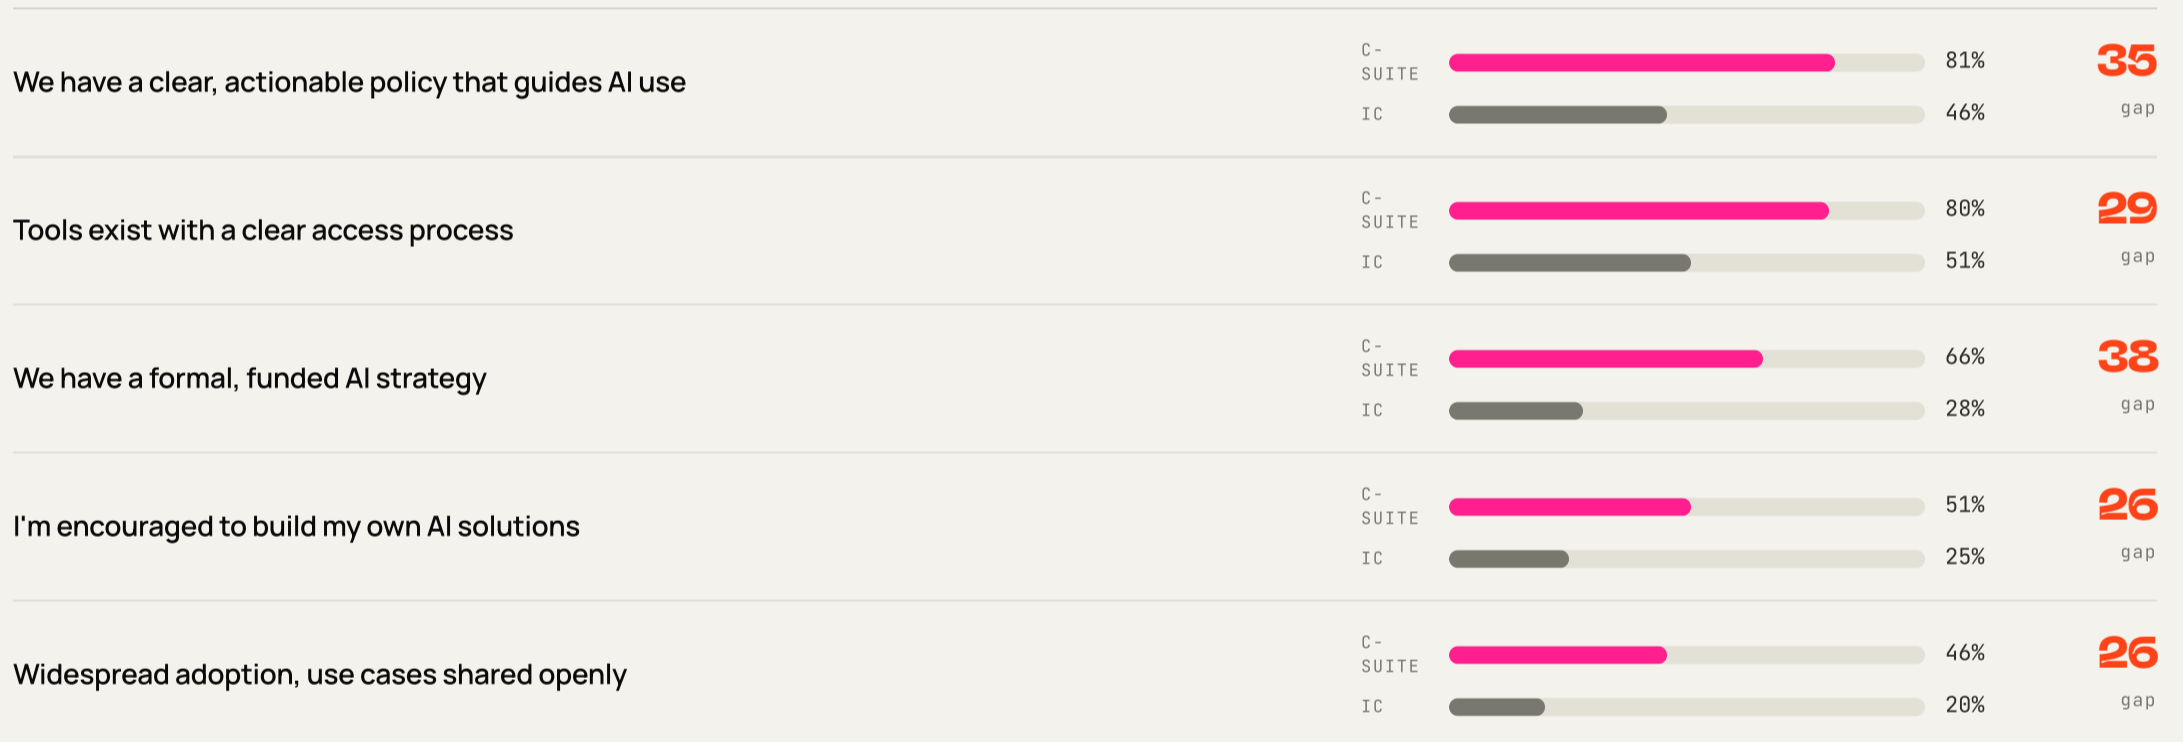 We have a clear, actionable policy that guides AI use
C-
SUITE
81%
IC
46%
35
gap
Tools exist with a clear access process
C-
SUITE
80%
IC
51%
29
gap
We have a formal, funded AI strategy
C-
SUITE
66%
IC
28%
38
gap
I'm encouraged to build my own AI solutions
C-
SUITE
51%
IC
25%
26
gap
Widespread adoption, use cases shared openly
C-
SUITE
46%
IC
20%
26
gap